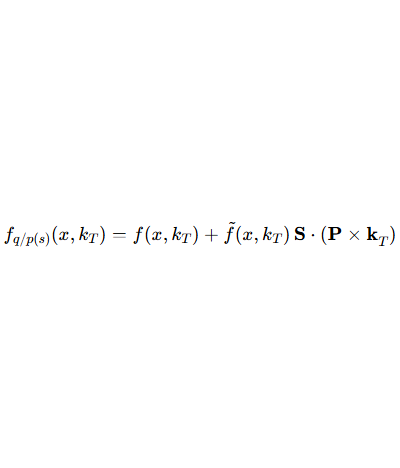 f_{q/p(s)}(x, k_T) = f(x, k_T) + \tilde{f}(x, k_T) \mathbf{S} \cdot (\mathbf{P} \times \mathbf{k}_T)